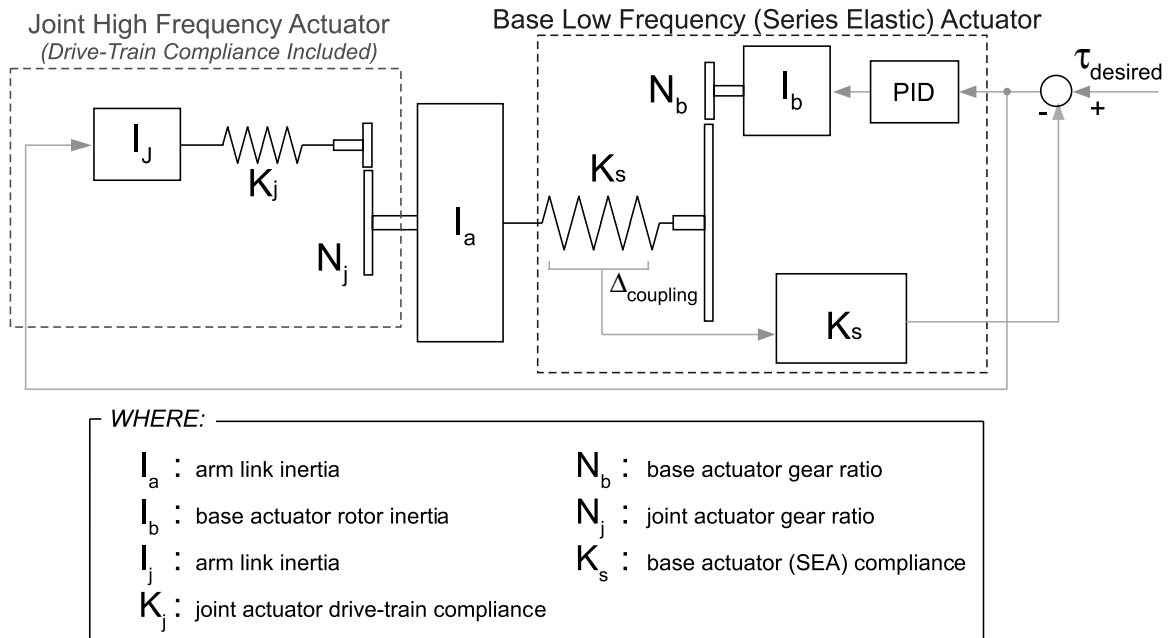 Joint High Frequency Actuator
(Drive-Train Compliance Included)
Base Low Frequency (Series Elastic) Actuator
I_J
K_j
N_j
I_a
K_s
Δ_coupling
N_b
I_b
PID
τ_desired
- +
K_s
WHERE:
I_a : arm link inertia
I_b : base actuator rotor inertia
I_j : arm link inertia
K_j : joint actuator drive-train compliance
N_b : base actuator gear ratio
N_j : joint actuator gear ratio
K_s : base actuator (SEA) compliance